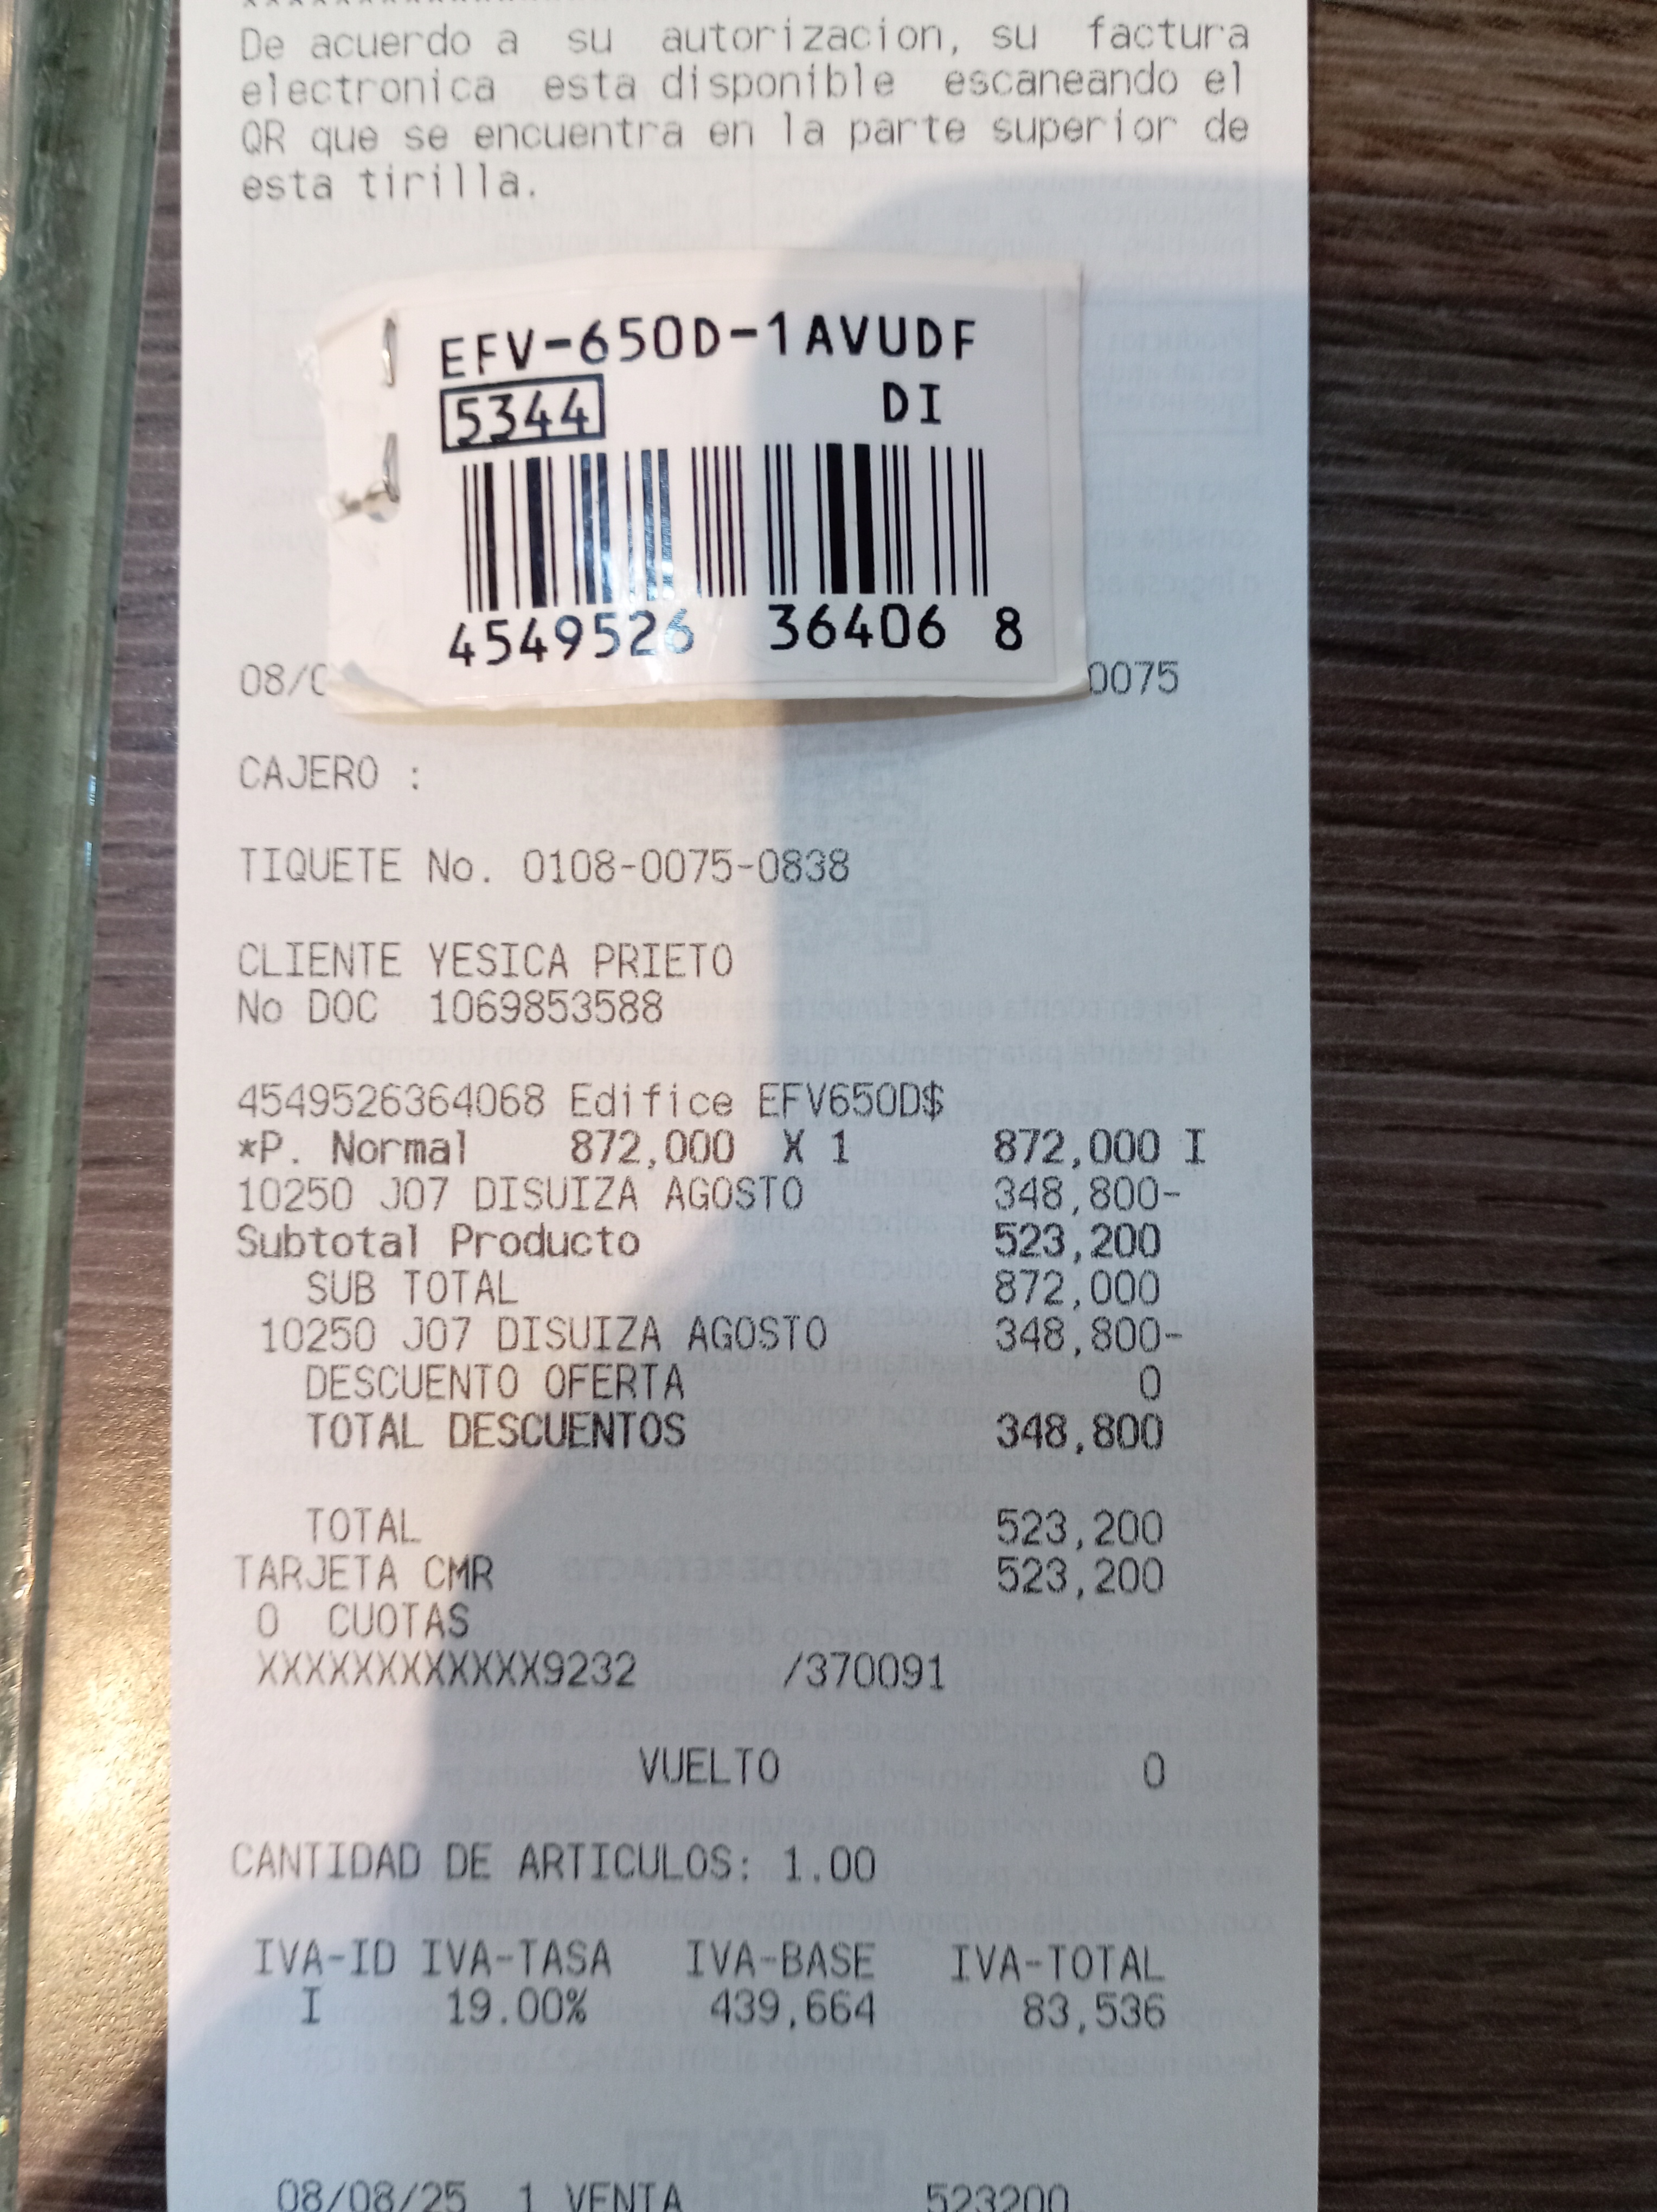 De acuerdo a su autorizacion, su factura
electronica esta disponible escaneando el
QR que se encuentra en la parte superior de
esta tirilla.
EFV-650D-1AVUDF
5344 DI
4549526 36406 8
08/0 0075
CAJERO :
TIQUETE No. 0108-0075-0838
CLIENTE YESICA PRIETO
No DOC 1069853588
4549526364068 Edifice EFV650D$
*P. Normal 872,000 X 1 872,000 I
10250 J07 DISUIZA AGOSTO 348,800-
Subtotal Producto 523,200
SUB TOTAL 872,000
10250 J07 DISUIZA AGOSTO 348,800-
DESCUENTO OFERTA 0
TOTAL DESCUENTOS 348,800
TOTAL 523,200
TARJETA CMR 523,200
0 CUOTAS
XXXXXXXXXXXX9232 /370091
VUELTO 0
CANTIDAD DE ARTICULOS: 1.00
IVA-ID IVA-TASA IVA-BASE IVA-TOTAL
I 19.00% 439,664 83,536
08/08/25 1 VENTA 523200